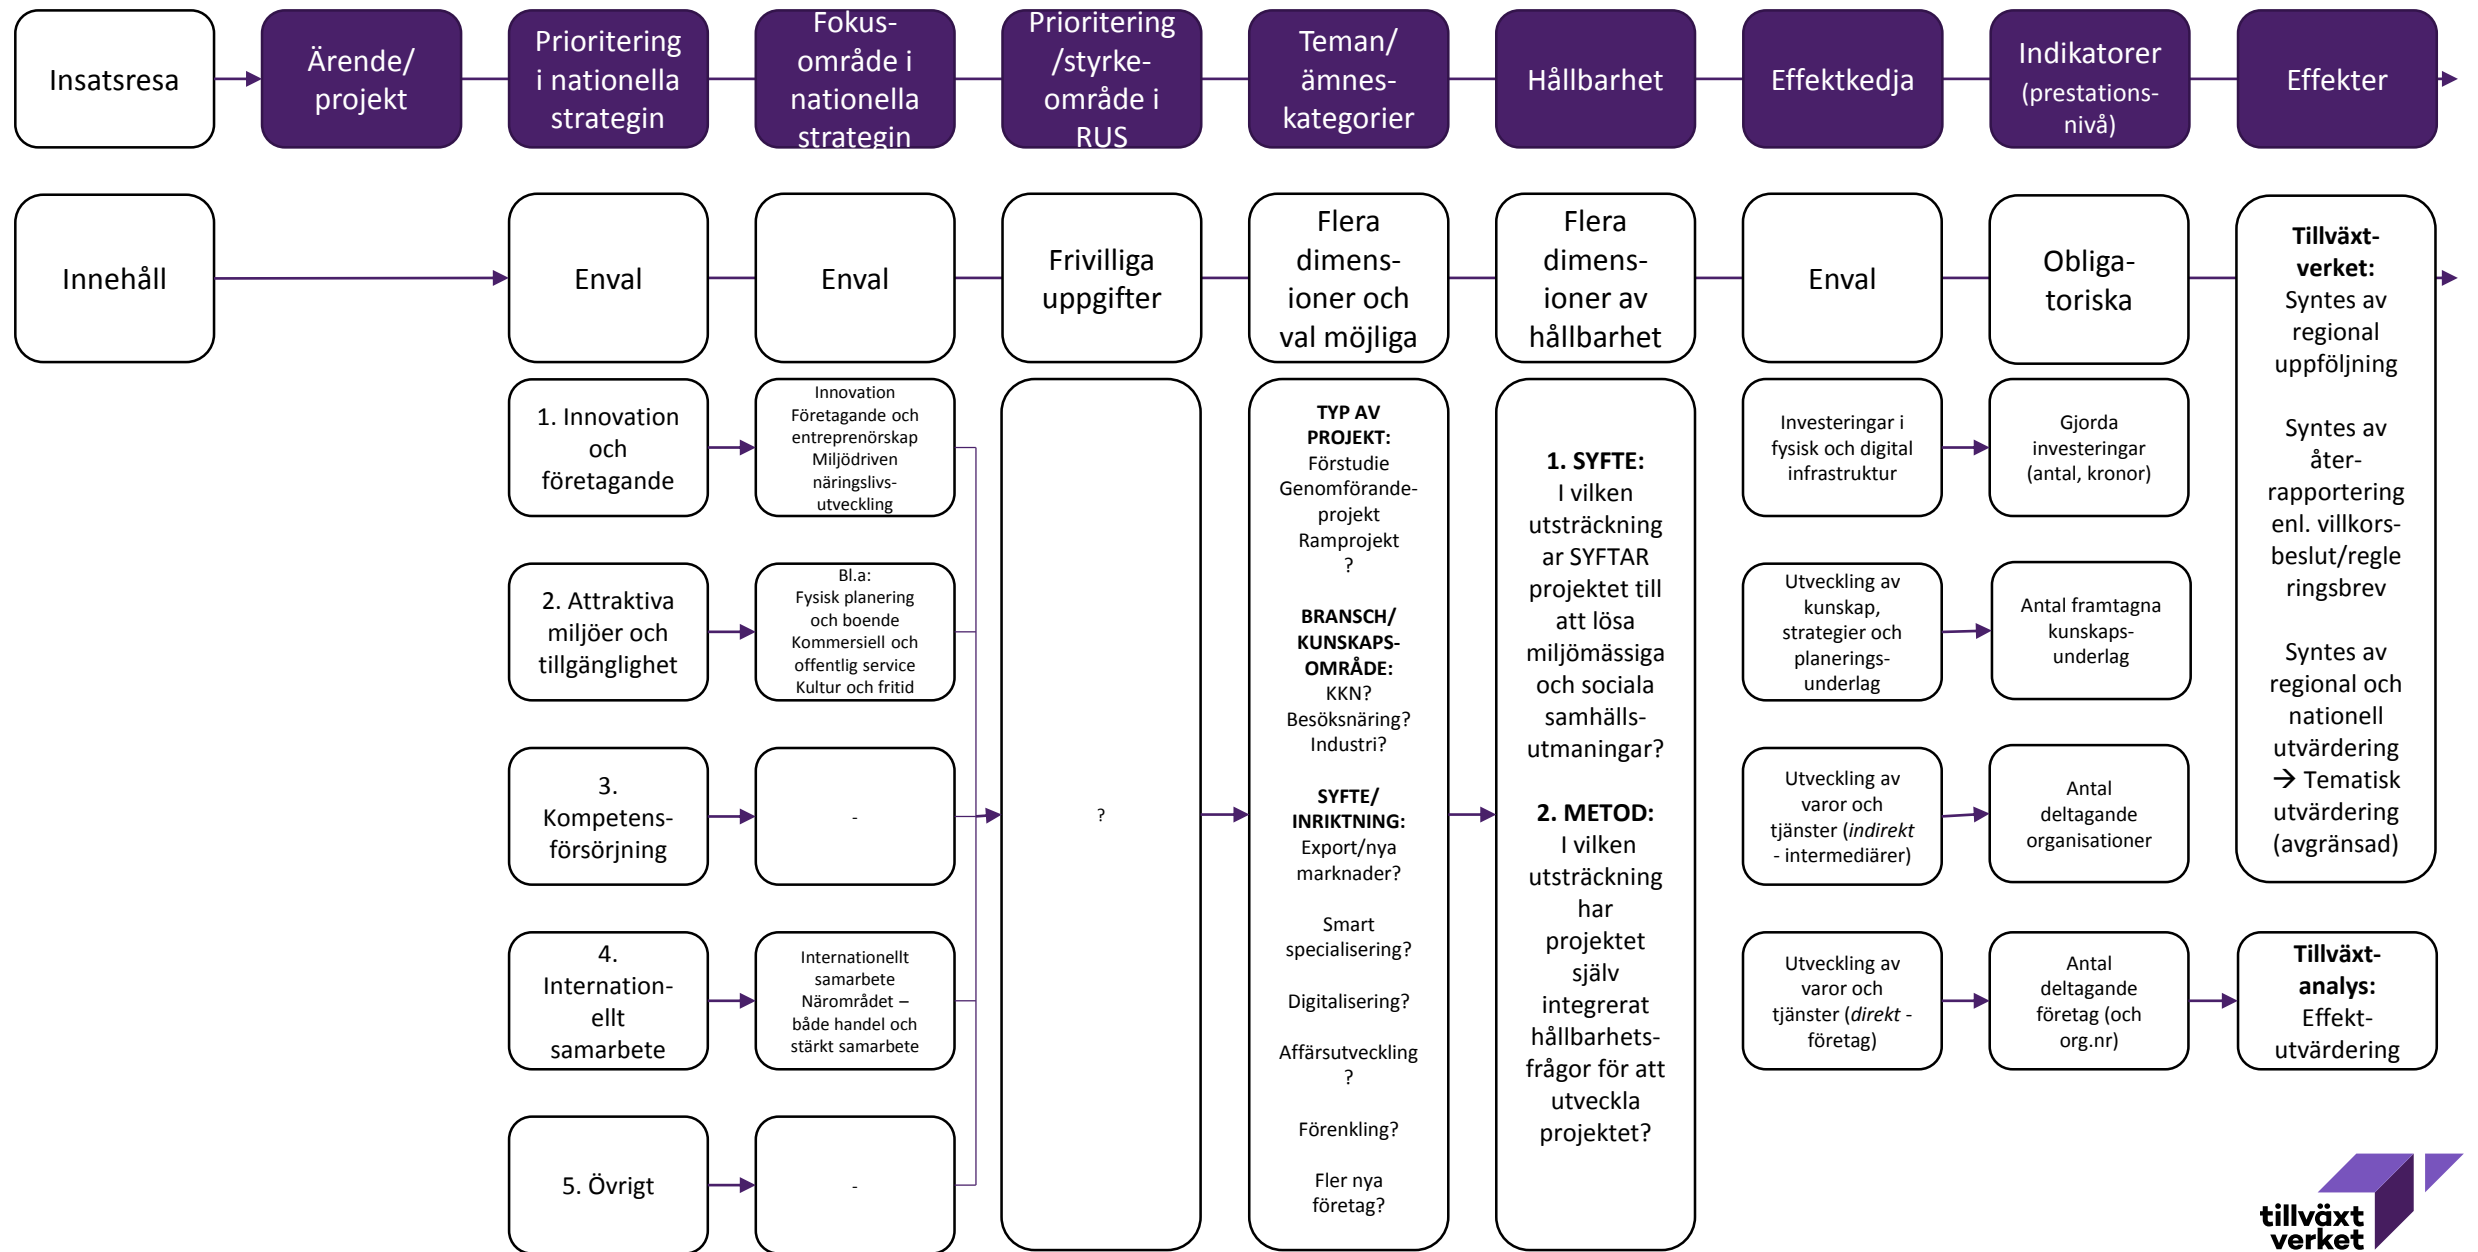 Insatsresa
Ärende/
projekt
Prioritering
i nationella
strategin
Fokus-
område i
nationella
strategin
Prioritering
/styrke-
område i
RUS
Teman/
ämnes-
kategorier
Hållbarhet
Effektkedja
Indikatorer
(prestations-
nivå)
Effekter
Innehåll
Enval
Enval
Frivilliga
uppgifter
Flera
dimens-
ioner och
val möjliga
Flera
dimens-
ioner av
hållbarhet
Enval
Obliga-
toriska
Tillväxt-
verket:
Syntes av
regional
uppföljning
Syntes av
åter-
rapportering
enl. villkors-
beslut/regle
ringsbrev
Syntes av
regional och
nationell
utvärdering
→ Tematisk
utvärdering
(avgränsad)
1. Innovation
och
företagande
Innovation
Företagande och
entreprenörskap
Miljödriven
näringslivs-
utveckling
2. Attraktiva
miljöer och
tillgänglighet
Bl.a:
Fysisk planering
och boende
Kommersiell och
offentlig service
Kultur och fritid
3.
Kompetens-
försörjning
-
4.
Internation-
ellt
samarbete
Internationellt
samarbete
Närområdet –
både handel och
stärkt samarbete
5. Övrigt
-
?
TYP AV
PROJEKT:
Förstudie
Genomförande-
projekt
Ramprojekt
?
BRANSCH/
KUNSKAPS-
OMRÅDE:
KKN?
Besöksnäring?
Industri?
SYFTE/
INRIKTNING:
Export/nya
marknader?
Smart
specialisering?
Digitalisering?
Affärsutveckling
?
Förenkling?
Fler nya
företag?
1. SYFTE:
I vilken
utsträckning
ar SYFTAR
projektet till
att lösa
miljömässiga
och sociala
samhälls-
utmaningar?
2. METOD:
I vilken
utsträckning
har
projektet
själv
integrerat
hållbarhets-
frågor för att
utveckla
projektet?
Investeringar i
fysisk och digital
infrastruktur
Gjorda
investeringar
(antal, kronor)
Utveckling av
kunskap,
strategier och
planerings-
underlag
Antal framtagna
kunskaps-
underlag
Utveckling av
varor och
tjänster (indirekt
- intermediärer)
Antal
deltagande
organisationer
Utveckling av
varor och
tjänster (direkt -
företag)
Antal
deltagande
företag (och
org.nr)
Tillväxt-
analys:
Effekt-
utvärdering
tillväxt
verket